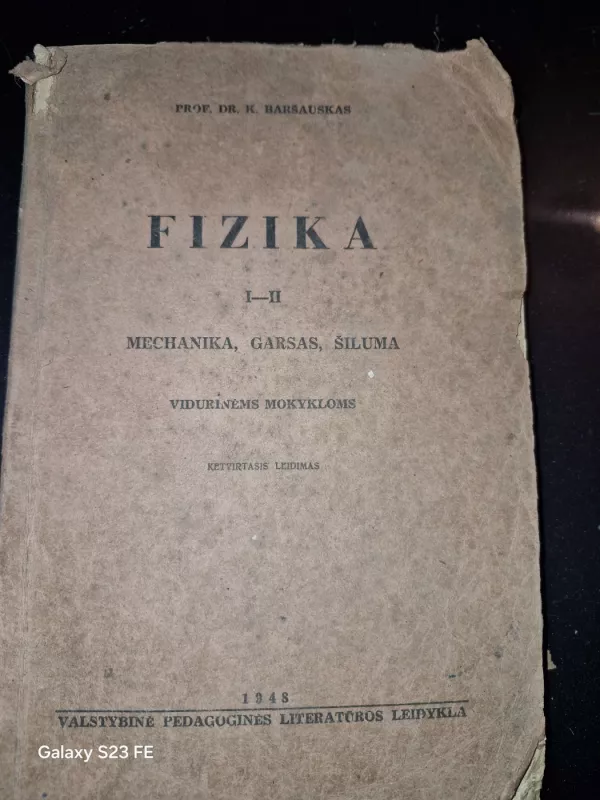 PROF. DR. K. BARŠAUSKAS
FIZIKA
I—II
MECHANIKA, GARSAS, ŠILUMA
VIDURINĖMS MOKYKLOMS
KETVIRTASIS LEIDIMAS
1948
VALSTYBINĖ PEDAGOGINĖS LITERATŪROS LEIDYKLA
Galaxy S23 FE